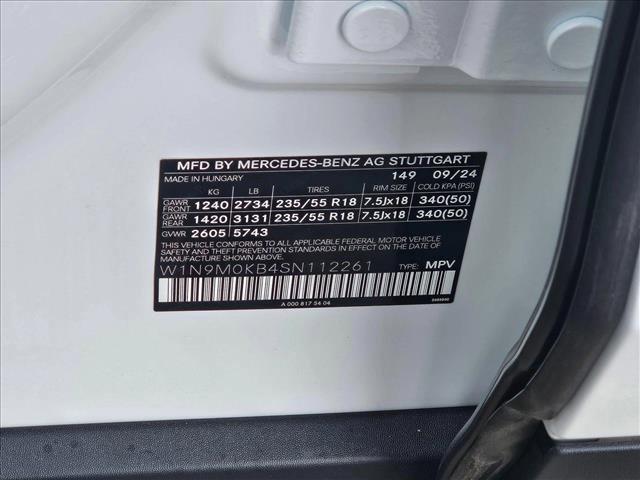 MFD BY MERCEDES-BENZ AG STUTTGART
MADE IN HUNGARY 149 09/24
KG LB TIRES RIM SIZE COLD KPA (PSI)
GAWR FRONT 1240 2734 235/55 R18 7.5Jx18 340(50)
GAWR REAR 1420 3131 235/55 R18 7.5Jx18 340(50)
GVWR 2605 5743
THIS VEHICLE CONFORMS TO ALL APPLICABLE FEDERAL MOTOR VEHICLE
SAFETY AND THEFT PREVENTION STANDARDS IN EFFECT ON THE DATE OF
MANUFACTURE SHOWN ABOVE.
W1N9M0KB4SN112261 TYPE: MPV
A 000 817 34 04